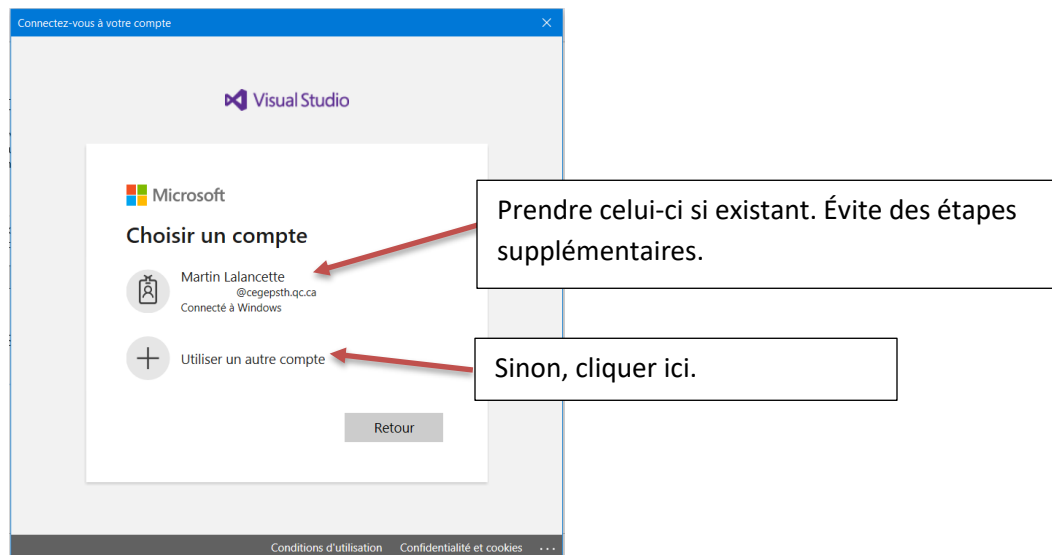 Connectez-vous à votre compte
Visual Studio
Microsoft
Choisir un compte
Martin Lalancette
@cegepsth.qc.ca
Connecté à Windows
Utiliser un autre compte
Retour
Prendre celui-ci si existant. Évite des étapes
supplémentaires.
Sinon, cliquer ici.
Conditions d'utilisation Confidentialité et cookies ...